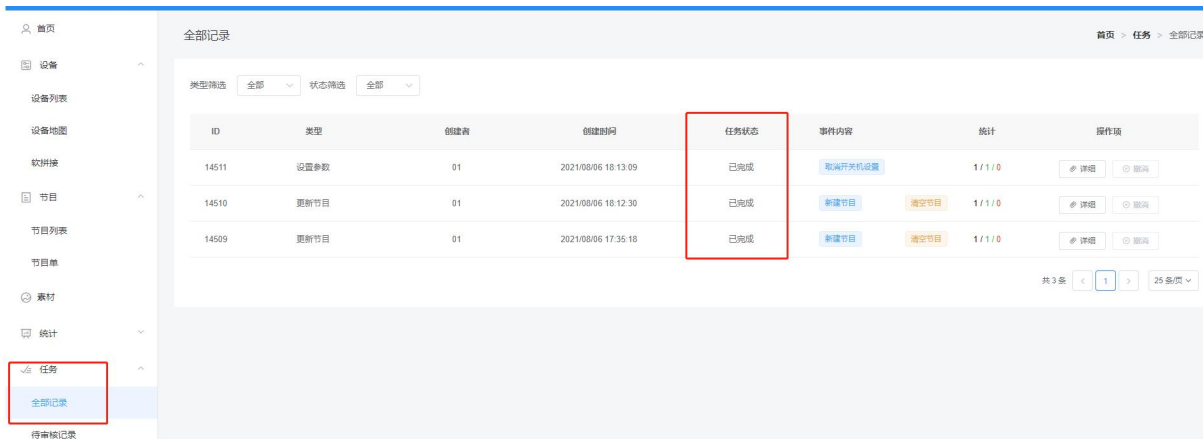 首页
设备
设备列表
设备地图
软拼接
节目
节目列表
节目单
素材
统计
任务
全部记录
待审核记录
全部记录 首页 > 任务 > 全部记录
类型筛选 全部 状态筛选 全部
ID 类型 创建者 创建时间 任务状态 事件内容 统计 操作项
14511 设置参数 01 2021/08/06 18:13:09 已完成 取消开关机设置 1 / 1 / 0 详细 撤消
14510 更新节目 01 2021/08/06 18:12:30 已完成 新建节目 清空节目 1 / 1 / 0 详细 撤消
14509 更新节目 01 2021/08/06 17:35:18 已完成 新建节目 清空节目 1 / 1 / 0 详细 撤消
共 3 条 < 1 > 25 条/页